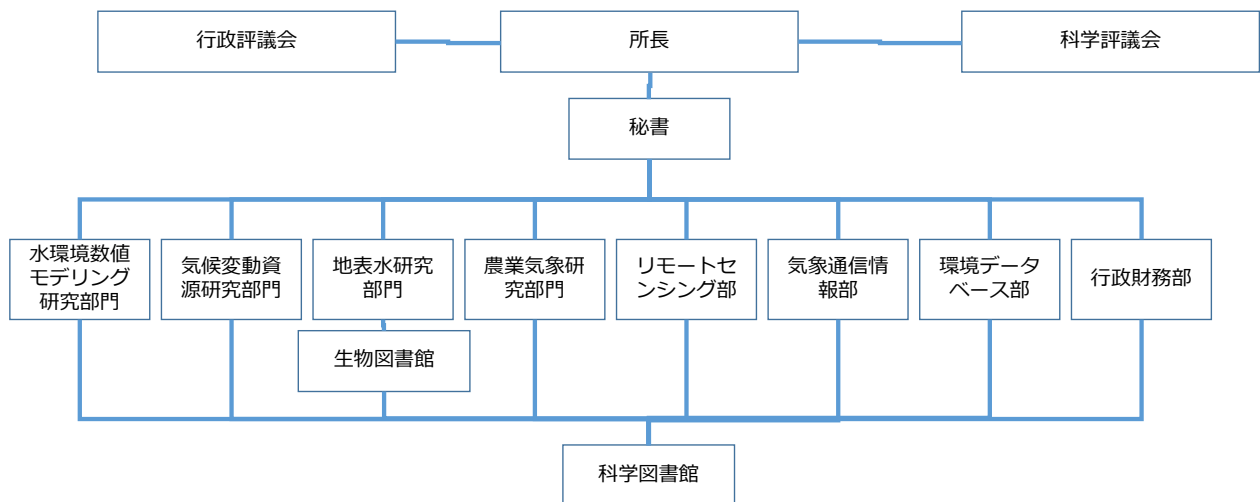 行政評議会
所長
科学評議会
秘書
水環境数値
モデリング
研究部門
気候変動資
源研究部門
地表水研究
部門
農業気象研
究部門
リモートセ
ンシング部
気象通信情
報部
環境データ
ベース部
行政財務部
生物図書館
科学図書館